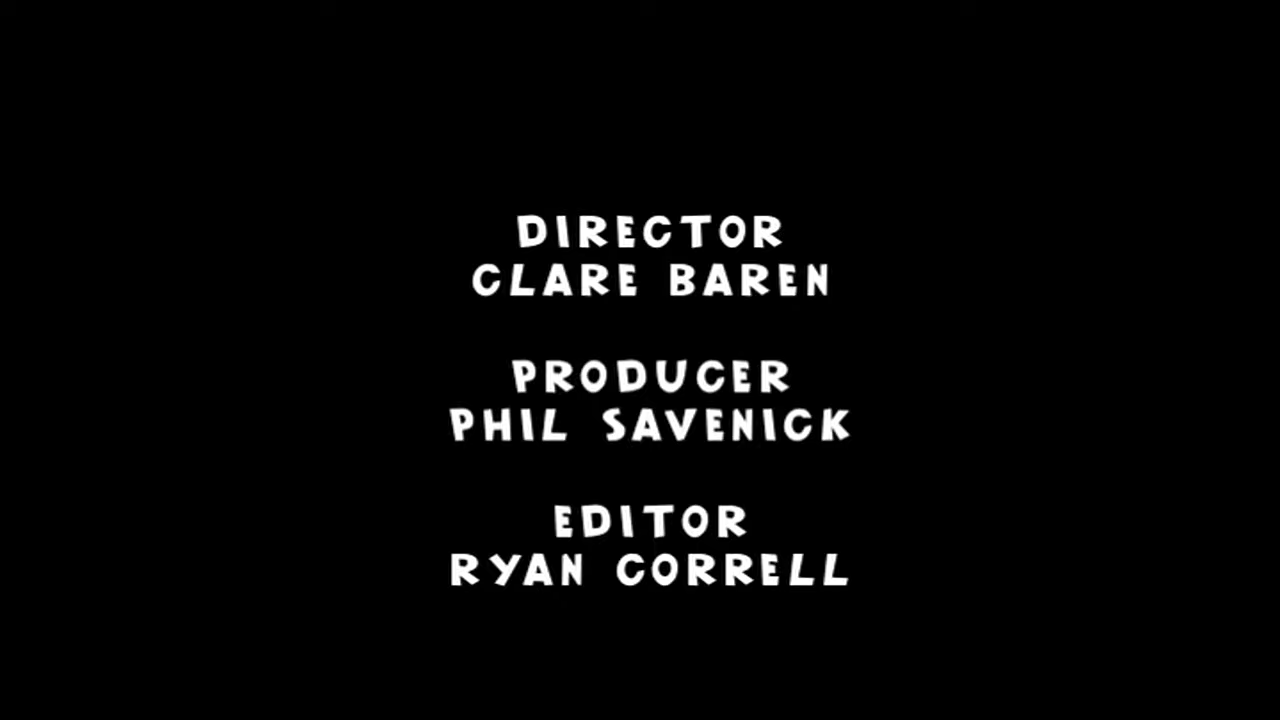 DIRECTOR
CLARE BAREN
PRODUCER
PHIL SAVENICK
EDITOR
RYAN CORRELL